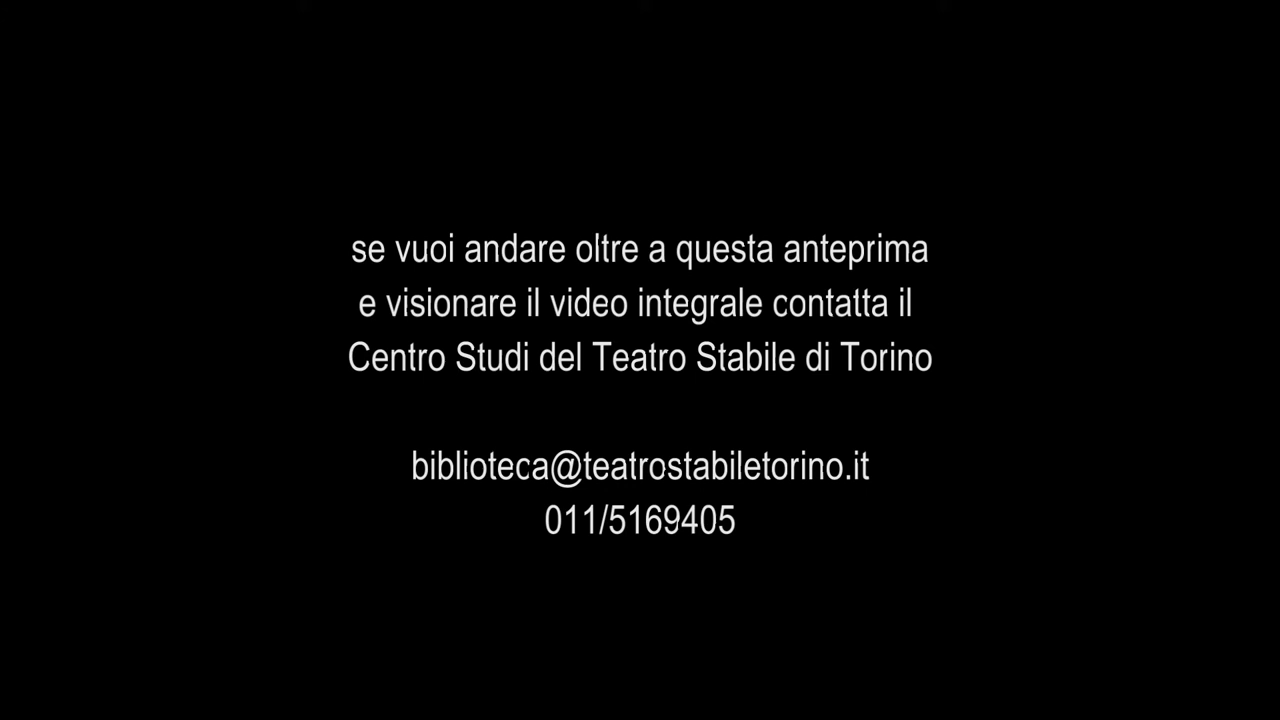 se vuoi andare oltre a questa anteprima
e visionare il video integrale contatta il
Centro Studi del Teatro Stabile di Torino
biblioteca@teatrostabiletorino.it
011/5169405